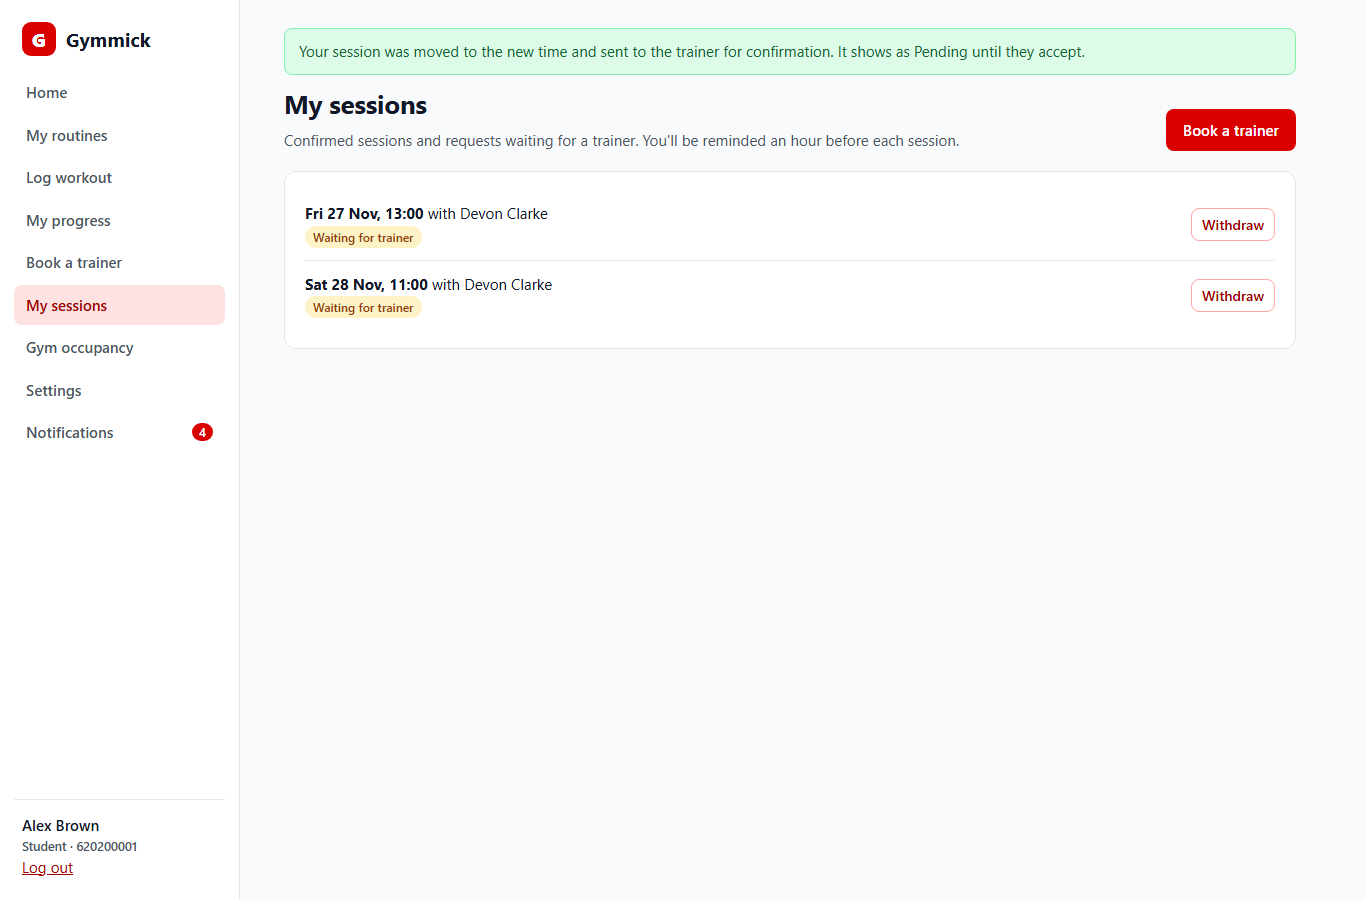 G Gymmick
Home
My routines
Log workout
My progress
Book a trainer
My sessions
Gym occupancy
Settings
Notifications 4
Alex Brown
Student · 620200001
Log out
Your session was moved to the new time and sent to the trainer for confirmation. It shows as Pending until they accept.
My sessions
Confirmed sessions and requests waiting for a trainer. You'll be reminded an hour before each session.
Book a trainer
Fri 27 Nov, 13:00 with Devon Clarke
Waiting for trainer
Withdraw
Sat 28 Nov, 11:00 with Devon Clarke
Waiting for trainer
Withdraw